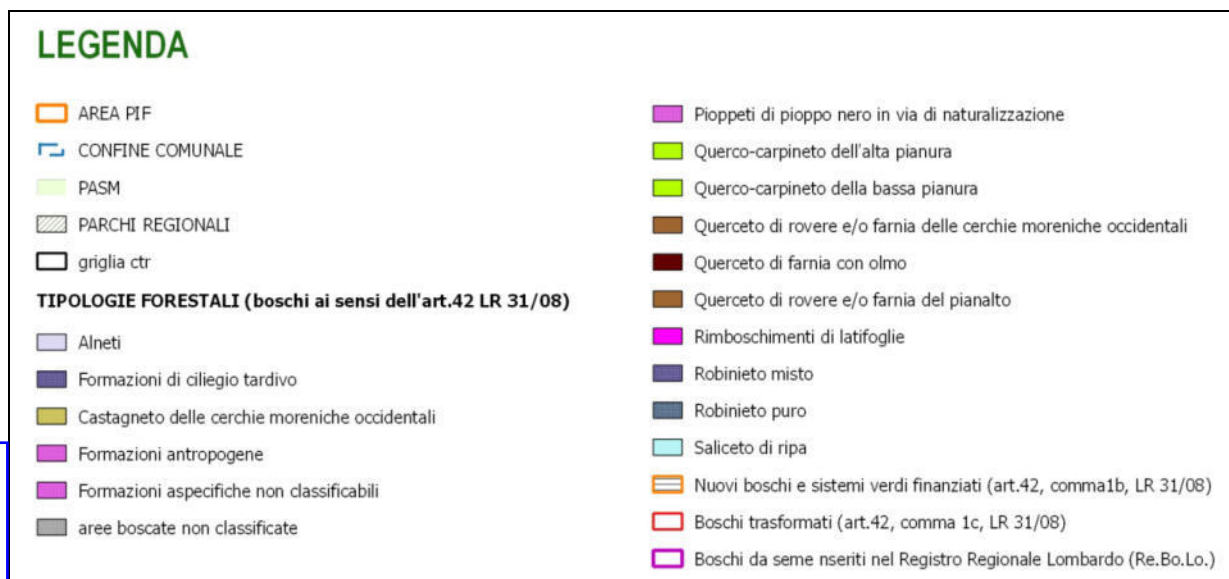 LEGENDA
AREA PIF
CONFINE COMUNALE
PASM
PARCHI REGIONALI
griglia ctr
TIPOLOGIE FORESTALI (boschi ai sensi dell'art.42 LR 31/08)
Alneti
Formazioni di ciliegio tardivo
Castagneto delle cerchie moreniche occidentali
Formazioni antropogene
Formazioni aspecifiche non classificabili
aree boscate non classificate
Pioppeti di pioppo nero in via di naturalizzazione
Querco-carpineto dell'alta pianura
Querco-carpineto della bassa pianura
Querceto di rovere e/o farnia delle cerchie moreniche occidentali
Querceto di farnia con olmo
Querceto di rovere e/o farnia del pianalto
Rimboschimenti di latifoglie
Robinieto misto
Robinieto puro
Saliceto di ripa
Nuovi boschi e sistemi verdi finanziati (art.42, comma1b, LR 31/08)
Boschi trasformati (art.42, comma 1c, LR 31/08)
Boschi da seme nseriti nel Registro Regionale Lombardo (Re.Bo.Lo.)